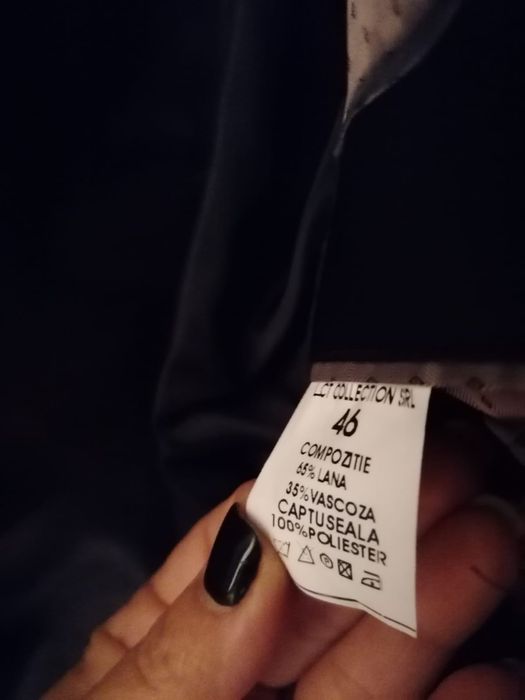 COLLECTION SRL
46
COMPOZITIE
65% LANA
35% VASCOZA
CAPTUSEALA
100% POLIESTER